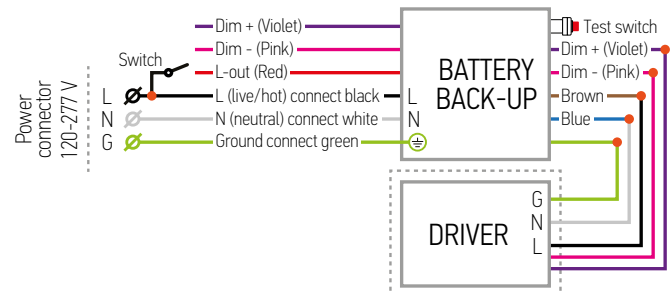 Dim + (Violet)
Test switch
Dim - (Pink)
Dim + (Violet)
Switch
L-out (Red)
BATTERY
BACK-UP
Dim - (Pink)
Power
connector
120-277 V
L
L (live/hot) connect black
L
Brown
N
N (neutral) connect white
N
Blue
G
Ground connect green
DRIVER
G
N
L